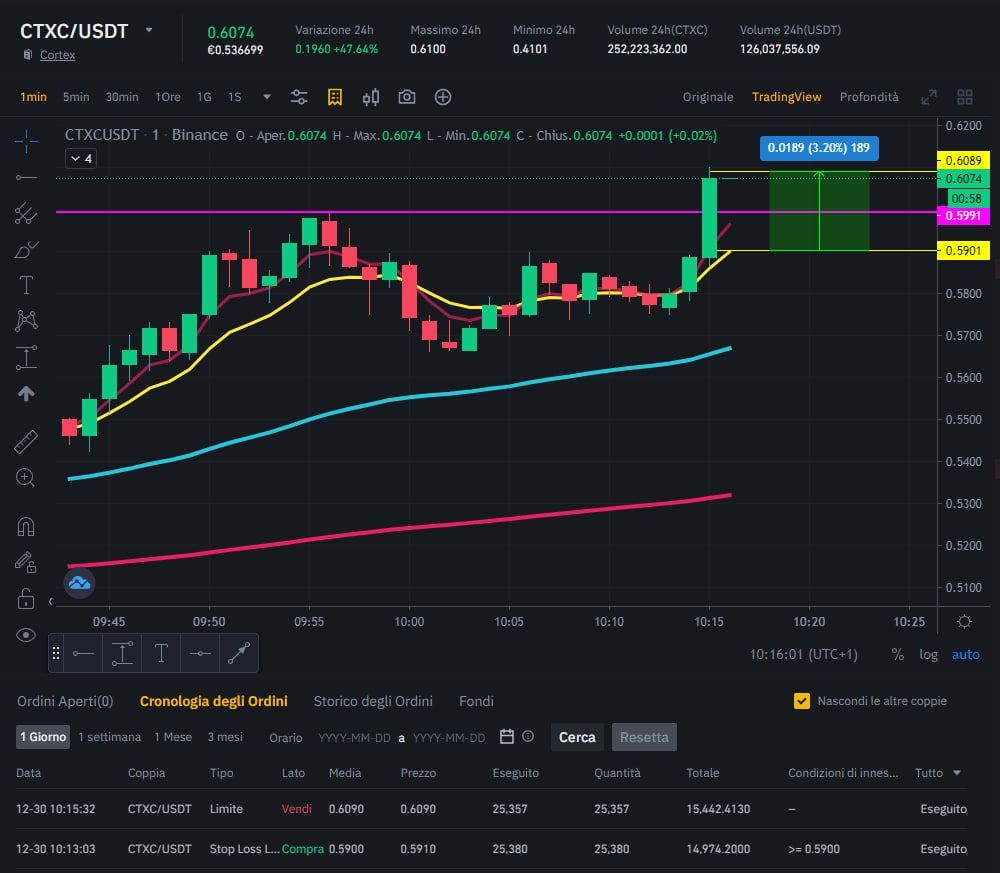 CTXC/USDT
Cortex
0.6074
€0.536699
Variazione 24h
0.1960 +47.64%
Massimo 24h
0.6100
Minimo 24h
0.4101
Volume 24h(CTXC)
252,223,362.00
Volume 24h(USDT)
126,037,556.09
1min 5min 30min 1Ore 1G 1S
Originale TradingView Profondità
CTXCUSDT · 1 · Binance O - Aper.0.6074 H - Max.0.6074 L - Min.0.6074 C - Chius.0.6074 +0.0001 (+0.02%)
4
0.0189 (3.20%) 189
0.6200
0.6089
0.6074
00:58
0.5991
0.5901
0.5800
0.5700
0.5600
0.5500
0.5400
0.5300
0.5200
0.5100
09:45 09:50 09:55 10:00 10:05 10:10 10:15 10:20 10:25
T
10:16:01 (UTC+1) % log auto
Ordini Aperti(0) Cronologia degli Ordini Storico degli Ordini Fondi Nascondi le altre coppie
1 Giorno 1 settimana 1 Mese 3 mesi Orario YYYY-MM-DD a YYYY-MM-DD Cerca Resetta
Data Coppia Tipo Lato Media Prezzo Eseguito Quantità Totale Condizioni di innes... Tutto
12-30 10:15:32 CTXC/USDT Limite Vendi 0.6090 0.6090 25,357 25,357 15,442.4130 – Eseguito
12-30 10:13:03 CTXC/USDT Stop Loss L... Compra 0.5900 0.5910 25,380 25,380 14,974.2000 >= 0.5900 Eseguito